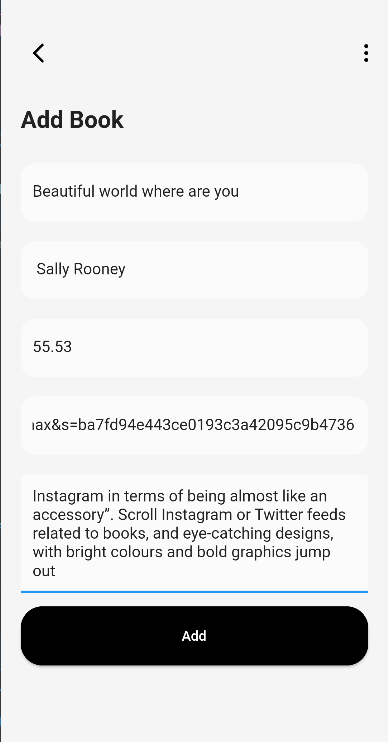 Add Book
Beautiful world where are you
Sally Rooney
55.53
ax&s=ba7fd94e443ce0193c3a42095c9b4736
Instagram in terms of being almost like an
accessory”. Scroll Instagram or Twitter feeds
related to books, and eye-catching designs,
with bright colours and bold graphics jump
out
Add